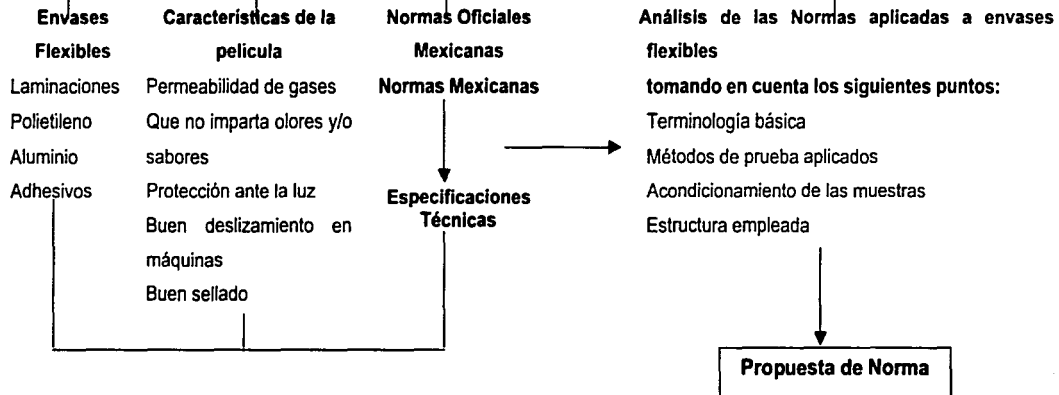 Envases
Flexibles
Laminaciones
Polietileno
Aluminio
Adhesivos
Características de la
pelicula
Permeabilidad de gases
Que no imparta olores y/o
sabores
Protección ante la luz
Buen deslizamiento en
máquinas
Buen sellado
Normas Oficiales
Mexicanas
Normas Mexicanas
Especificaciones
Técnicas
Análisis de las Normas aplicadas a envases
flexibles
tomando en cuenta los siguientes puntos:
Terminología básica
Métodos de prueba aplicados
Acondicionamiento de las muestras
Estructura empleada
Propuesta de Norma